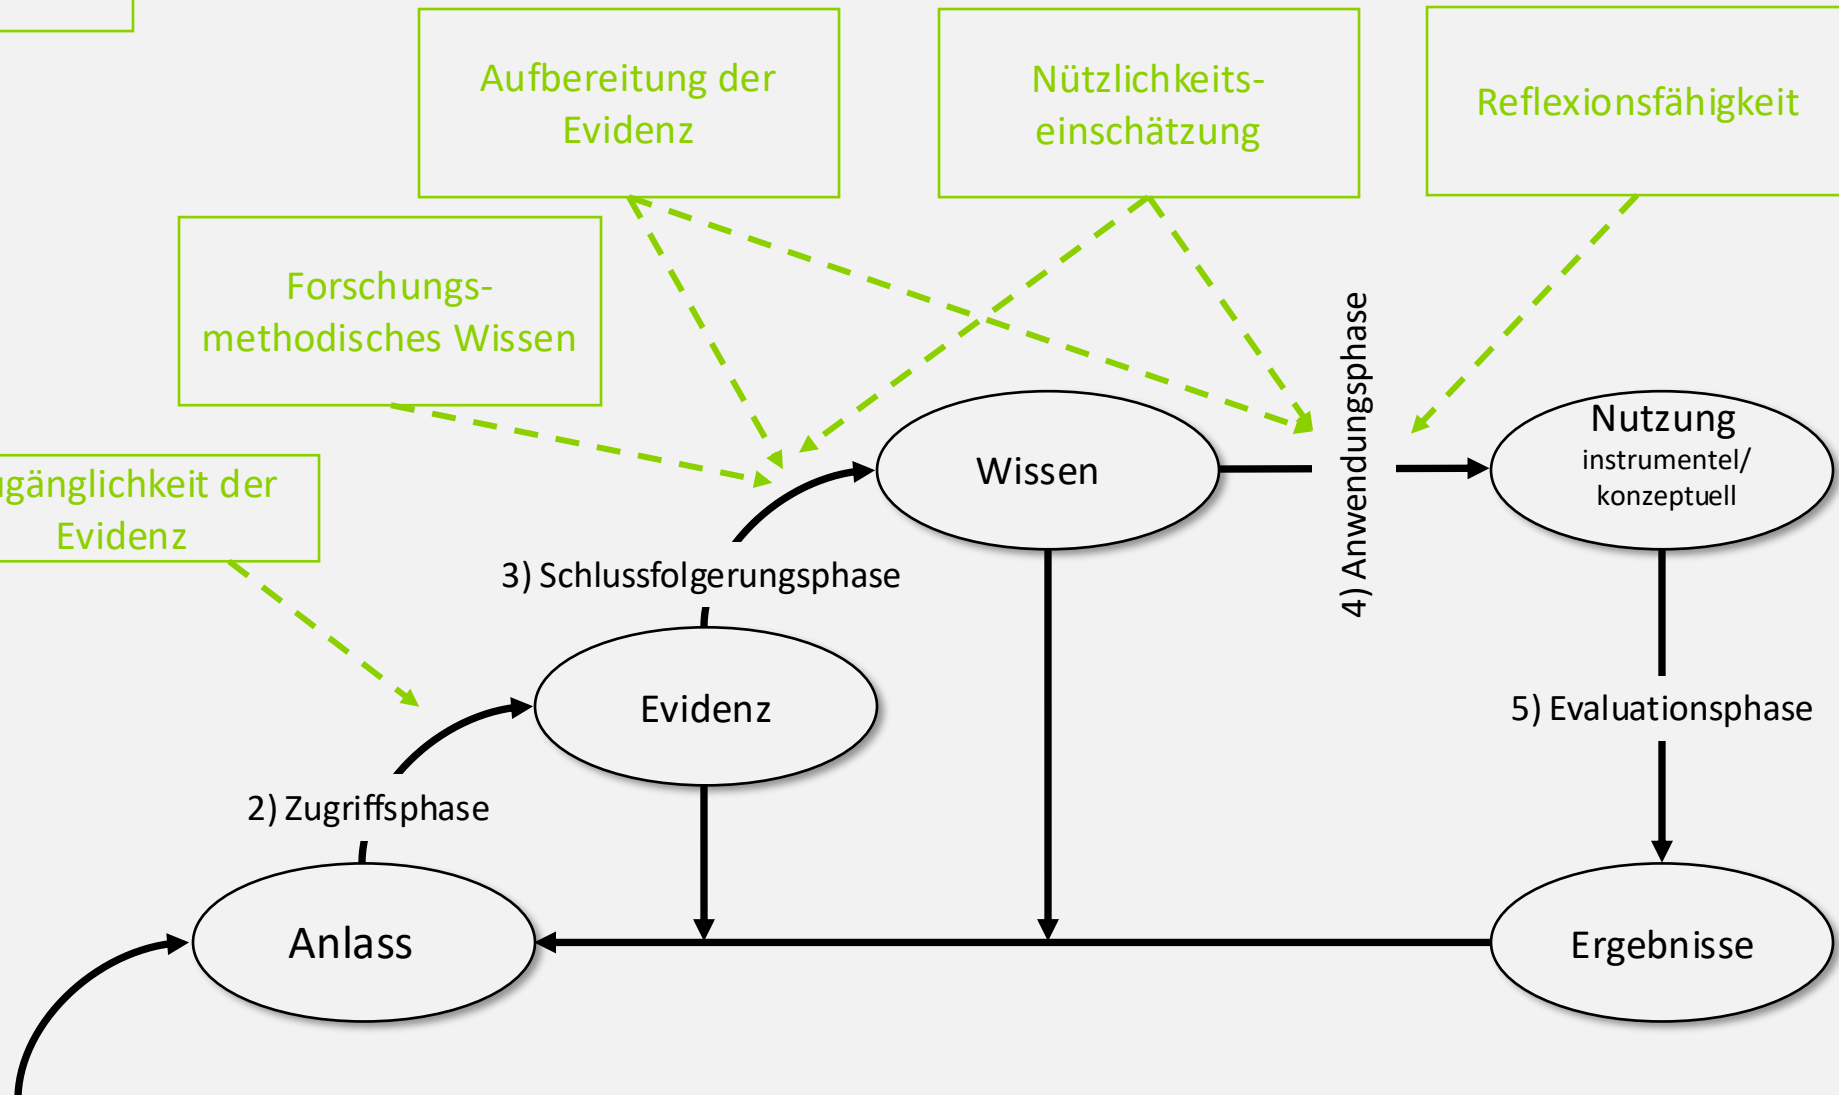 Aufbereitung der
Evidenz
Nützlichkeits-
einschätzung
Reflexionsfähigkeit
Forschungs-
methodisches Wissen
gänglichkeit der
Evidenz
4) Anwendungsphase
Wissen
Nutzung
instrumentel/
konzeptuell
3) Schlussfolgerungsphase
Evidenz
5) Evaluationsphase
2) Zugriffsphase
Anlass
Ergebnisse